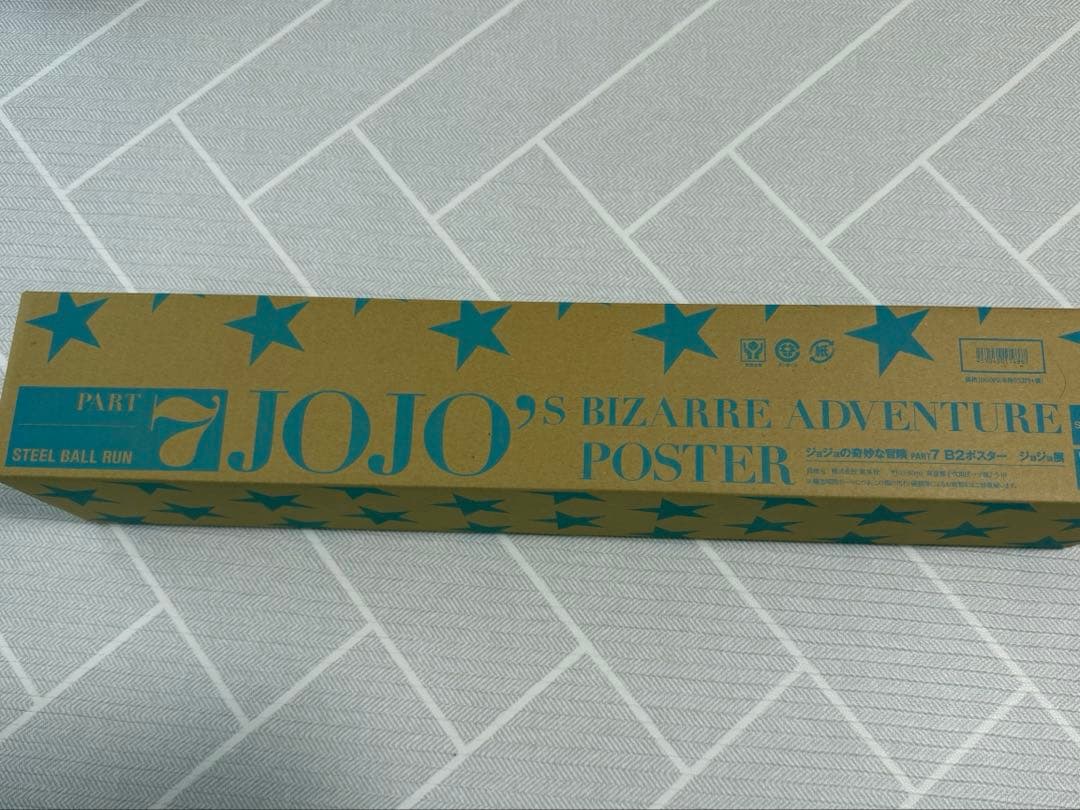 PART 7
STEEL BALL RUN
JOJO's BIZARRE ADVENTURE
POSTER
ジョジョの奇妙な冒険 PART7 B2ポスター ジョジョ展